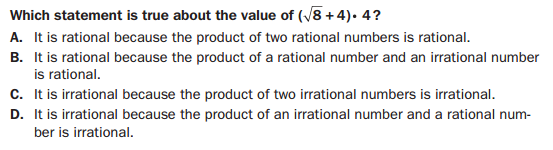 Which statement is true about the value of (√8 + 4)• 4?
A. It is rational because the product of two rational numbers is rational.
B. It is rational because the product of a rational number and an irrational number
is rational.
C. It is irrational because the product of two irrational numbers is irrational.
D. It is irrational because the product of an irrational number and a rational num-
ber is irrational.